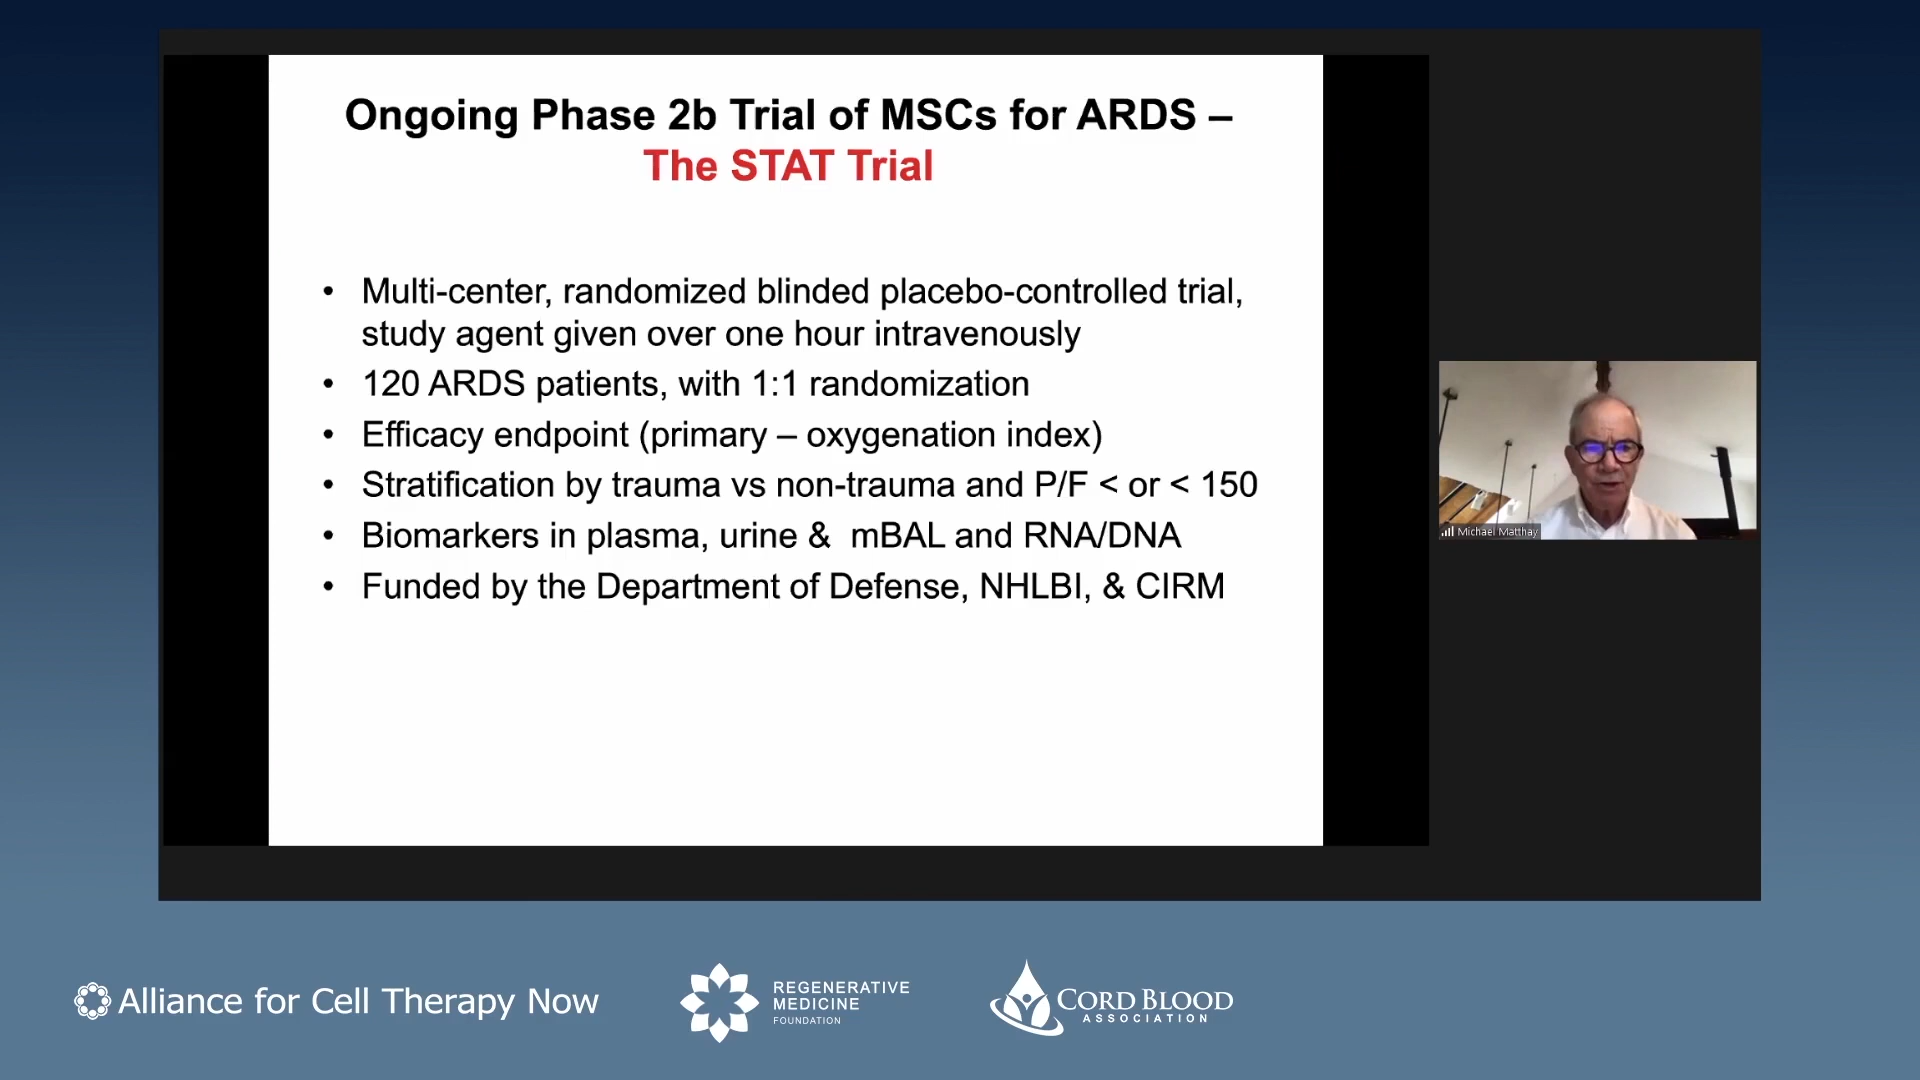 Ongoing Phase 2b Trial of MSCs for ARDS –
The STAT Trial
• Multi-center, randomized blinded placebo-controlled trial,
study agent given over one hour intravenously
• 120 ARDS patients, with 1:1 randomization
• Efficacy endpoint (primary – oxygenation index)
• Stratification by trauma vs non-trauma and P/F < or < 150
• Biomarkers in plasma, urine & mBAL and RNA/DNA
• Funded by the Department of Defense, NHLBI, & CIRM
Michael Matthay
Alliance for Cell Therapy Now
REGENERATIVE
MEDICINE
FOUNDATION
CORD BLOOD
ASSOCIATION